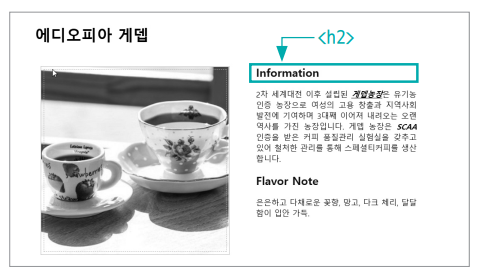 에디오피아 게뎁
<h2>
Information
2차 세계대전 이후 설립된 게뎁농장은 유기농
인증 농장으로 여성의 고용 창출과 지역사회
발전에 기여하며 3대째 이어져 내려오는 오랜
역사를 가진 농장입니다. 게뎁 농장은 SCAA
인증을 받은 커피 품질관리 실험실을 갖추고
있어 철저한 관리를 통해 스페셜티커피를 생산
합니다.
Flavor Note
은은하고 다채로운 꽃향, 망고, 다크 체리, 달달
함이 입안 가득.